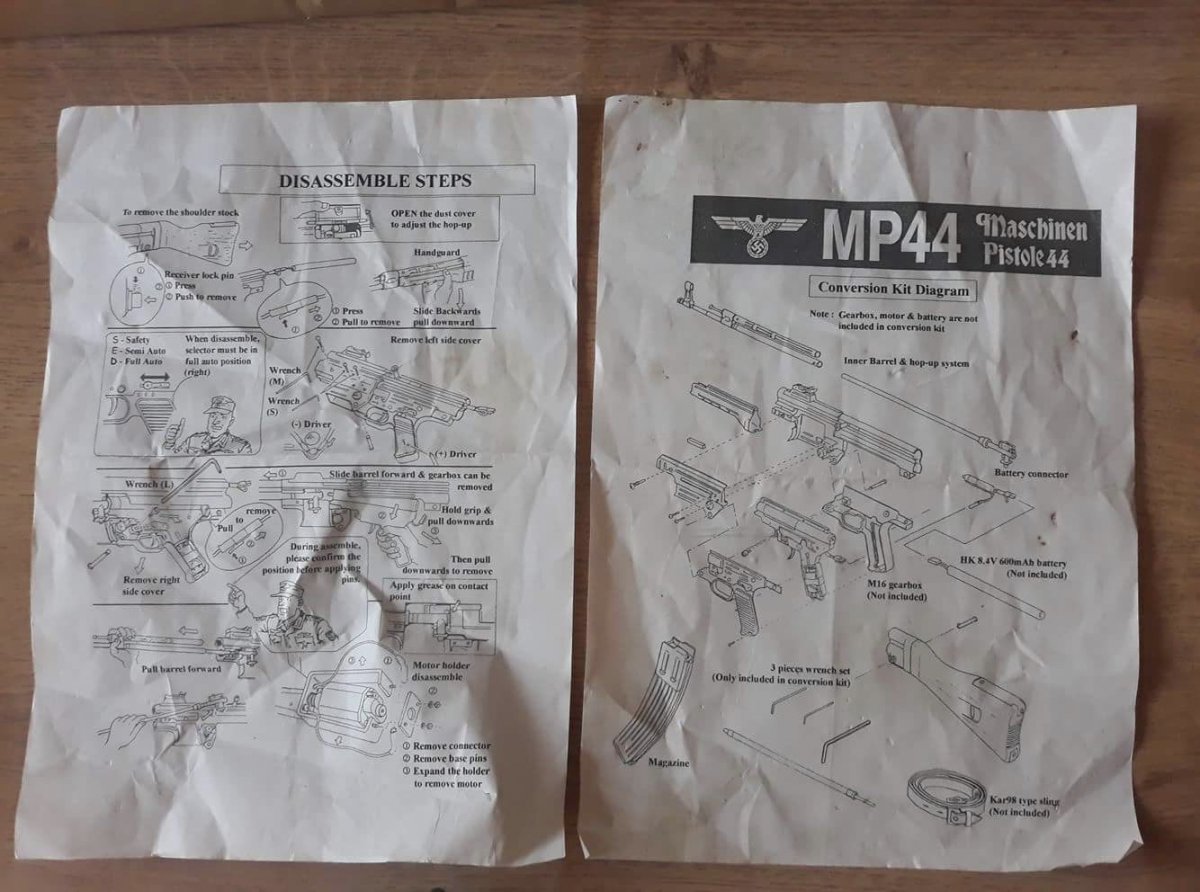 DISASSEMBLE STEPS
To remove the shoulder stock
OPEN the dust cover
to adjust the hop-up
Receiver lock pin
① Press
② Push to remove
① Press
② Pull to remove
Handguard
Slide Backwards
pull downward
S - Safety
E - Semi Auto
D - Full Auto
When disassemble,
selector must be in
full auto position
(right)
Remove left side cover
Wrench
(M)
Wrench
(S)
(-) Driver
(+) Driver
Wrench (L)
remove
to
Pull
Remove right
side cover
Slide barrel forward & gearbox can be
removed
Hold grip &
pull downwards
Then pull
downwards to remove
During assemble,
please confirm the
position before applying
pins.
Apply grease on contact
point
Pull barrel forward
Motor holder
disassemble
① Remove connector
② Remove base pins
③ Expand the holder
to remove motor
MP44
Maschinen
Pistole 44
Conversion Kit Diagram
Note : Gearbox, motor & battery are not
included in conversion kit
Inner Barrel & hop-up system
Battery connector
HK 8.4V 600mAh battery
(Not included)
M16 gearbox
(Not included)
3 pieces wrench set
(Only included in conversion kit)
Magazine
Kar98 type sling
(Not included)